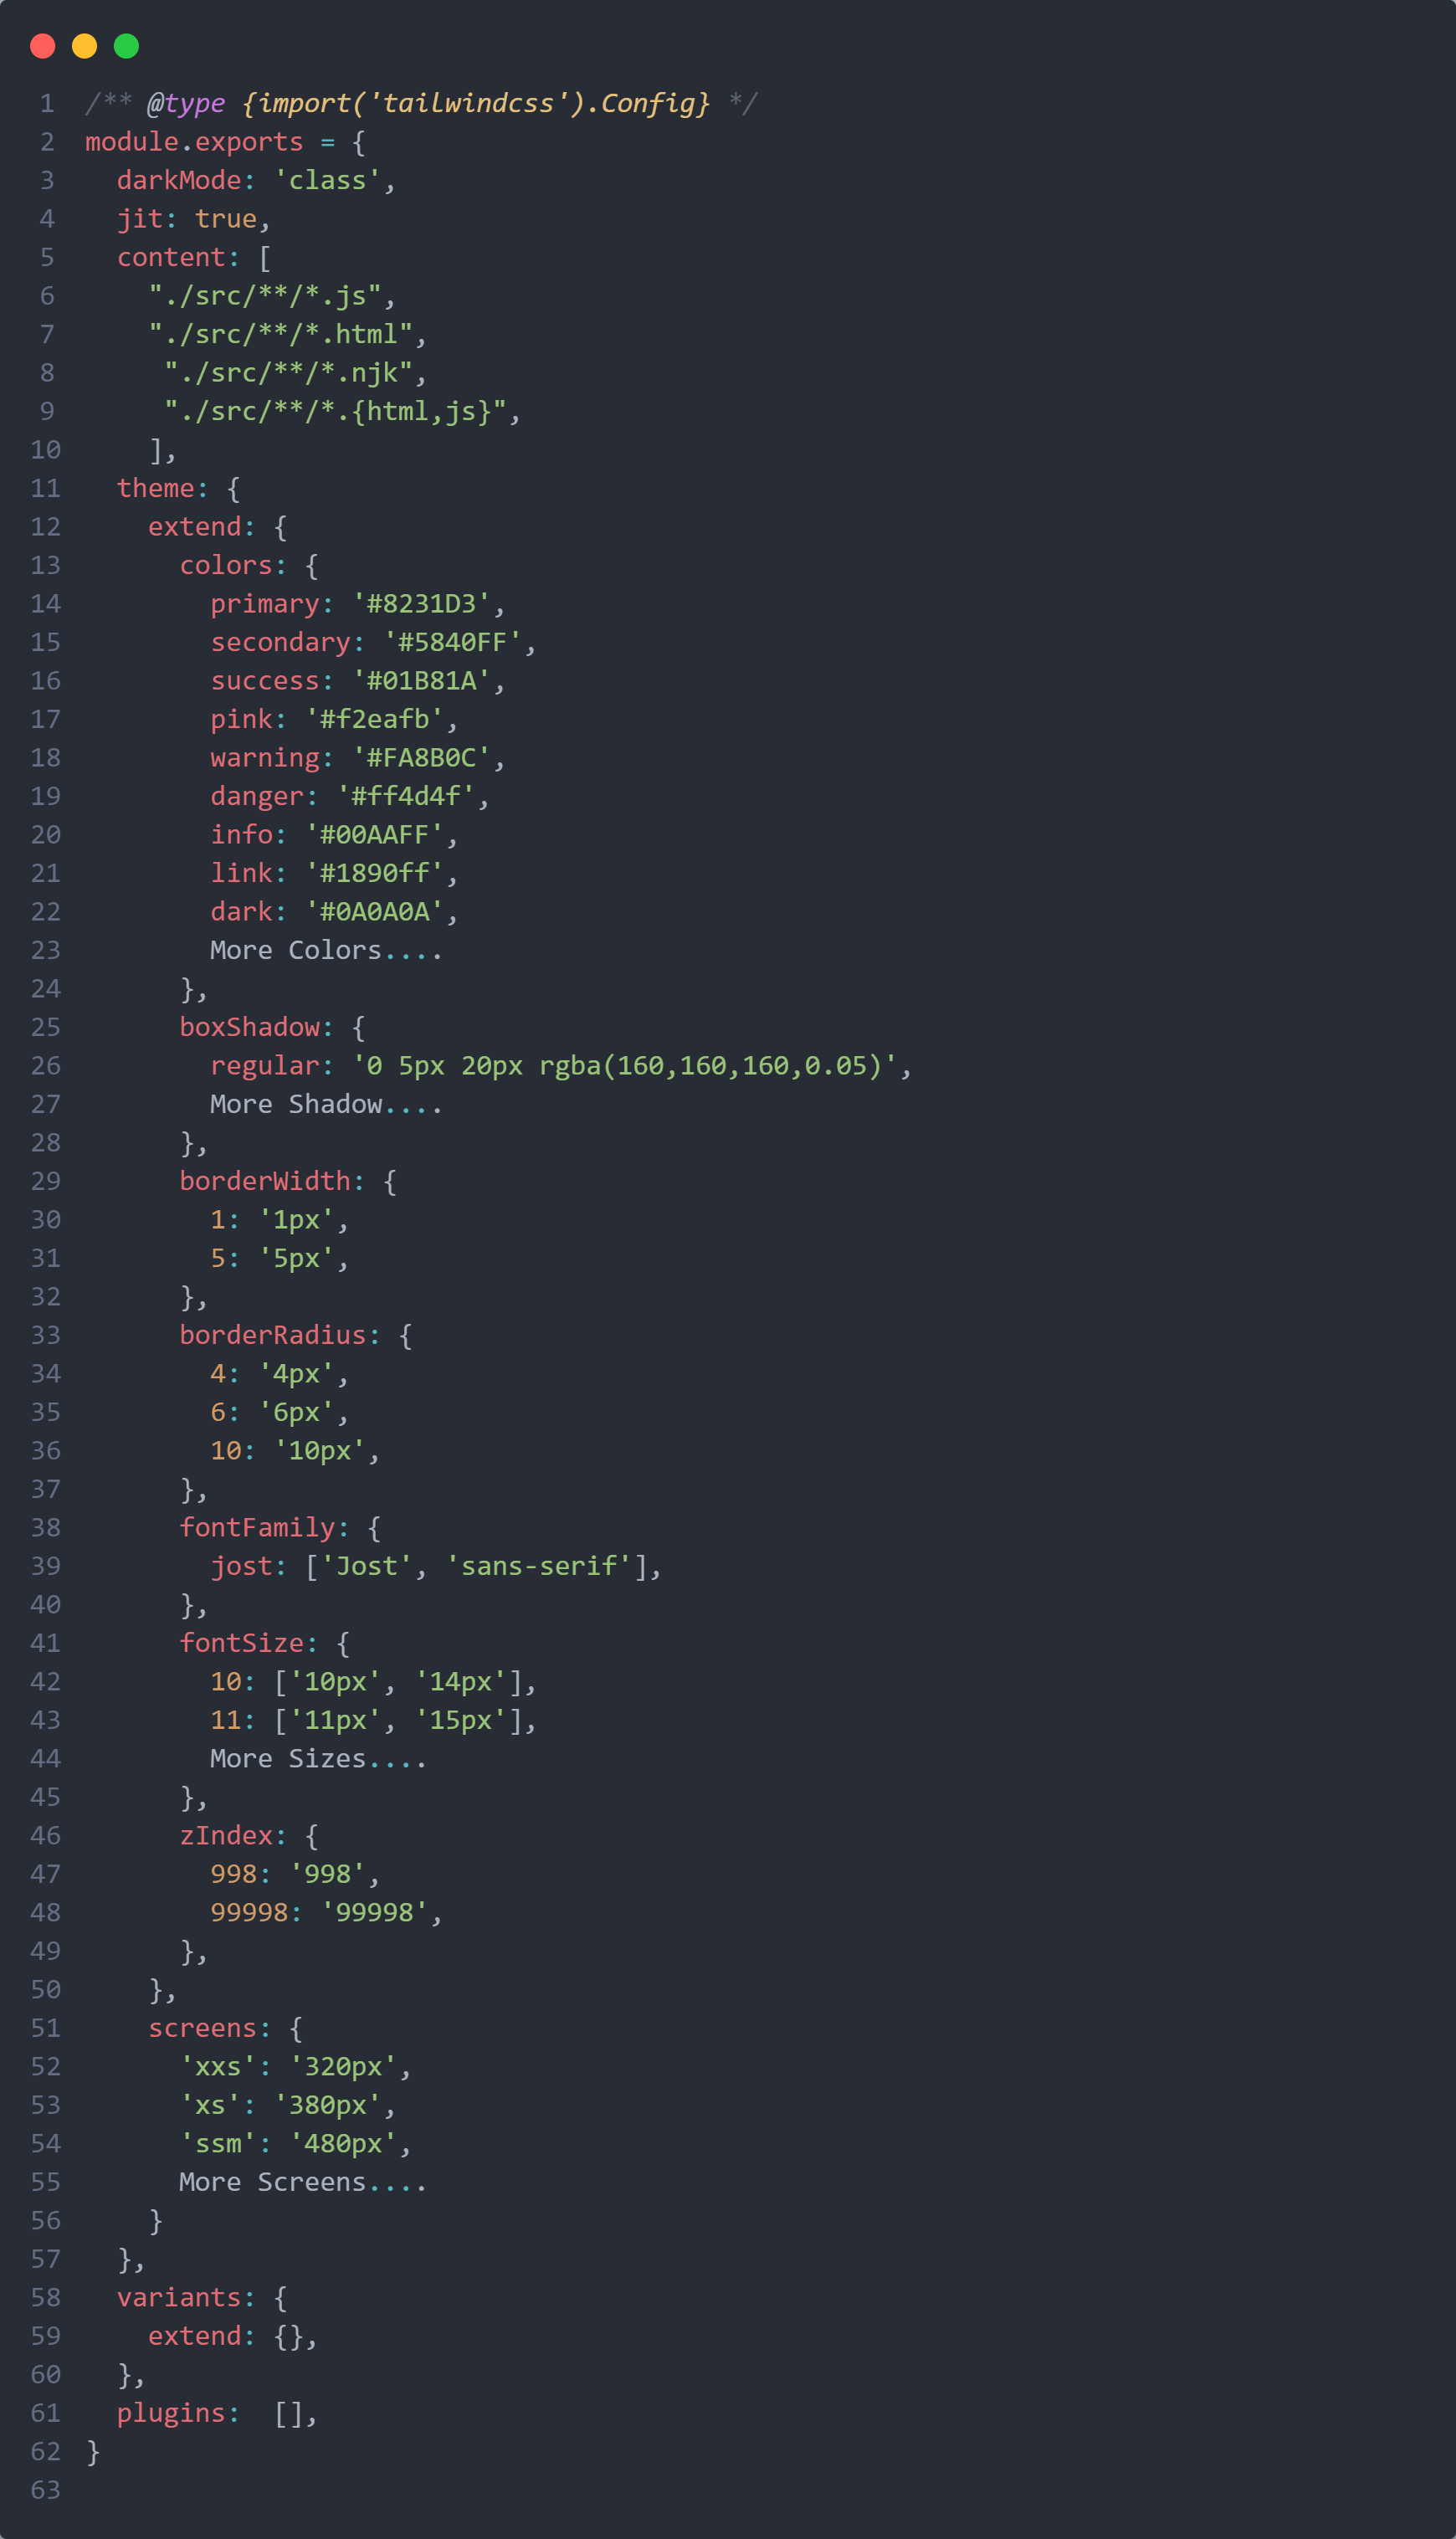 1 /** @type {import('tailwindcss').Config} */
2 module.exports = {
3   darkMode: 'class',
4   jit: true,
5   content: [
6     "./src/**/*.js",
7     "./src/**/*.html",
8      "./src/**/*.njk",
9      "./src/**/*.{html,js}",
10     ],
11   theme: {
12     extend: {
13       colors: {
14         primary: '#8231D3',
15         secondary: '#5840FF',
16         success: '#01B81A',
17         pink: '#f2eafb',
18         warning: '#FA8B0C',
19         danger: '#ff4d4f',
20         info: '#00AAFF',
21         link: '#1890ff',
22         dark: '#0A0A0A',
23         More Colors....
24       },
25       boxShadow: {
26         regular: '0 5px 20px rgba(160,160,160,0.05)',
27         More Shadow....
28       },
29       borderWidth: {
30         1: '1px',
31         5: '5px',
32       },
33       borderRadius: {
34         4: '4px',
35         6: '6px',
36         10: '10px',
37       },
38       fontFamily: {
39         jost: ['Jost', 'sans-serif'],
40       },
41       fontSize: {
42         10: ['10px', '14px'],
43         11: ['11px', '15px'],
44         More Sizes....
45       },
46       zIndex: {
47         998: '998',
48         99998: '99998',
49       },
50     },
51     screens: {
52       'xxs': '320px',
53       'xs': '380px',
54       'ssm': '480px',
55       More Screens....
56     }
57   },
58   variants: {
59     extend: {},
60   },
61   plugins:  [],
62 }
63